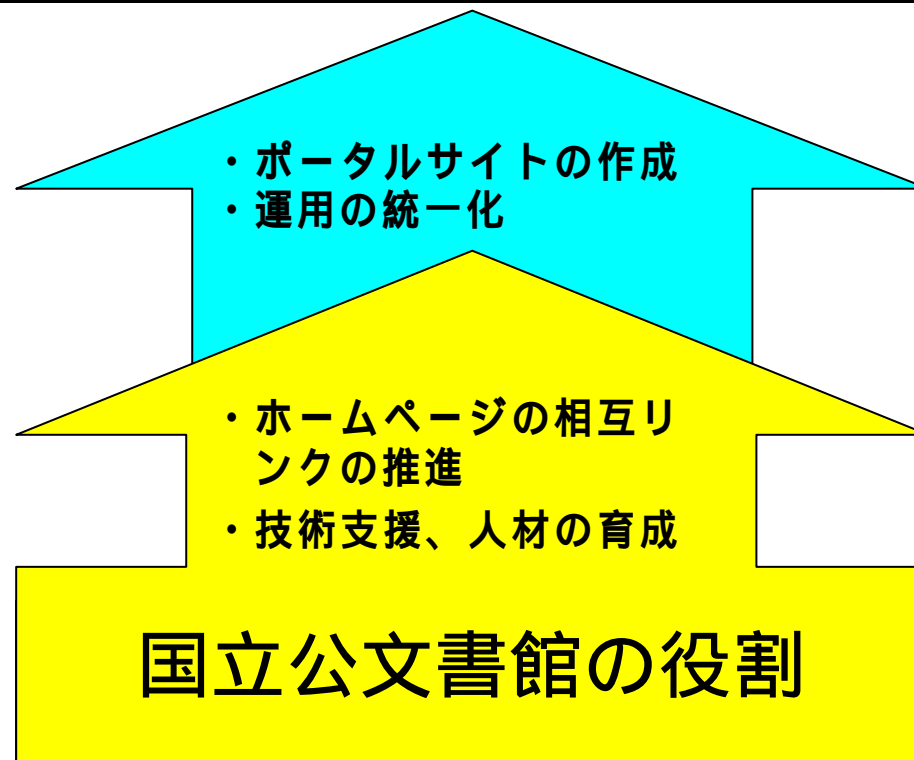 ・ポータルサイトの作成
・運用の統一化
・ホームページの相互リ
ンクの推進
・技術支援、人材の育成
国立公文書館の役割